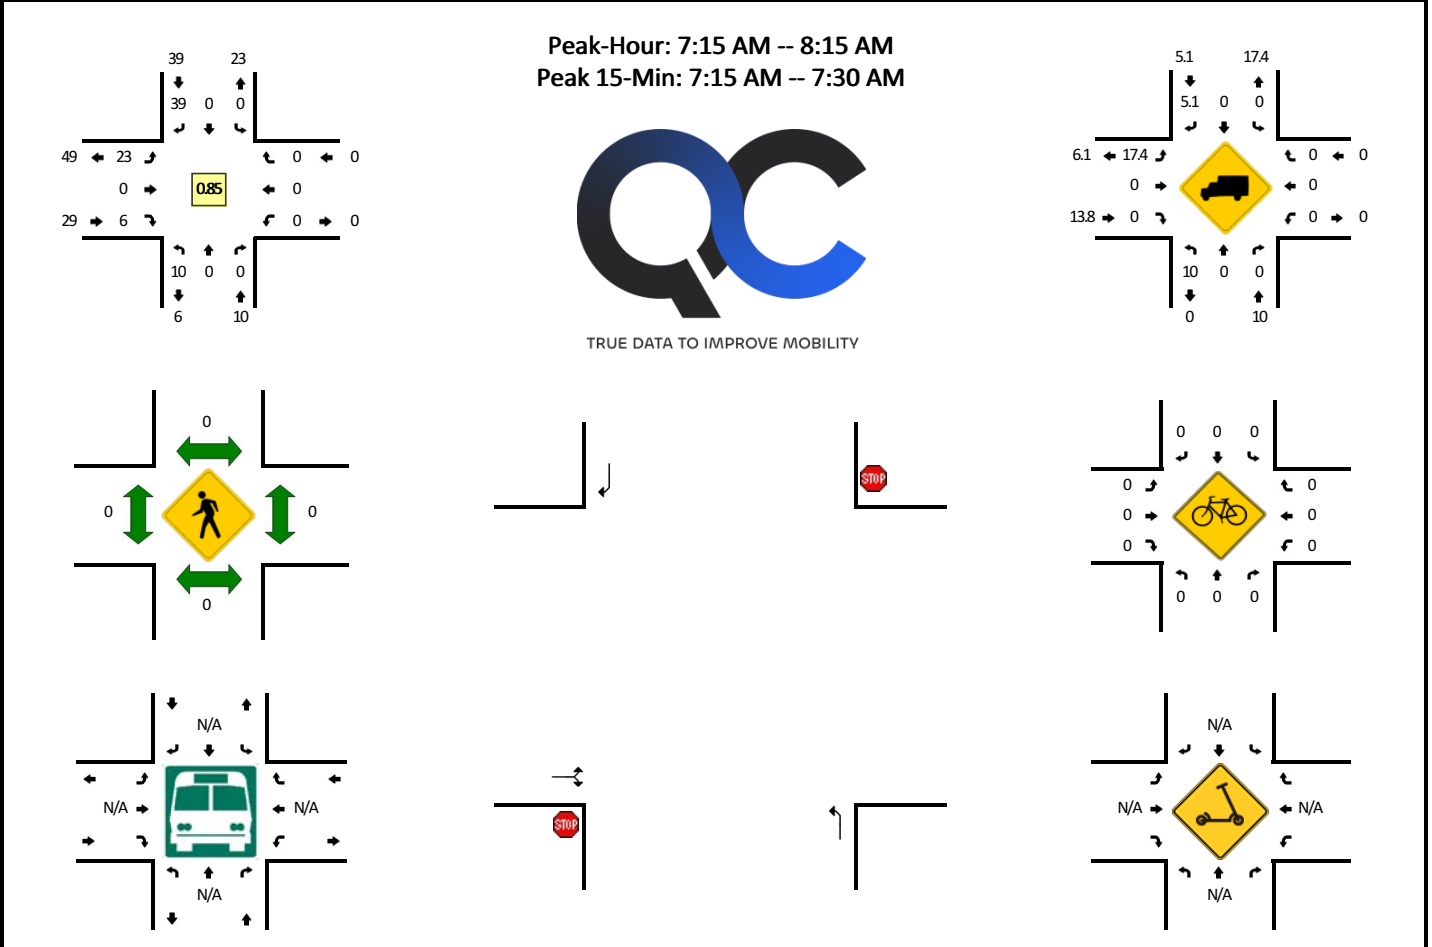 Peak-Hour: 7:15 AM -- 8:15 AM
Peak 15-Min: 7:15 AM -- 7:30 AM
39 23
39 0 0
49 23 0 0
0 0.85 0
29 6 0 0
10 0 0
6 10
QC
TRUE DATA TO IMPROVE MOBILITY
5.1 17.4
5.1 0 0
6.1 17.4 0 0
0 0
13.8 0 0 0
10 0 0
0 10
0
0 0
0
STOP
STOP
0 0 0
0 0
0 0
0 0
0 0 0
N/A
N/A N/A
N/A
N/A
N/A N/A
N/A